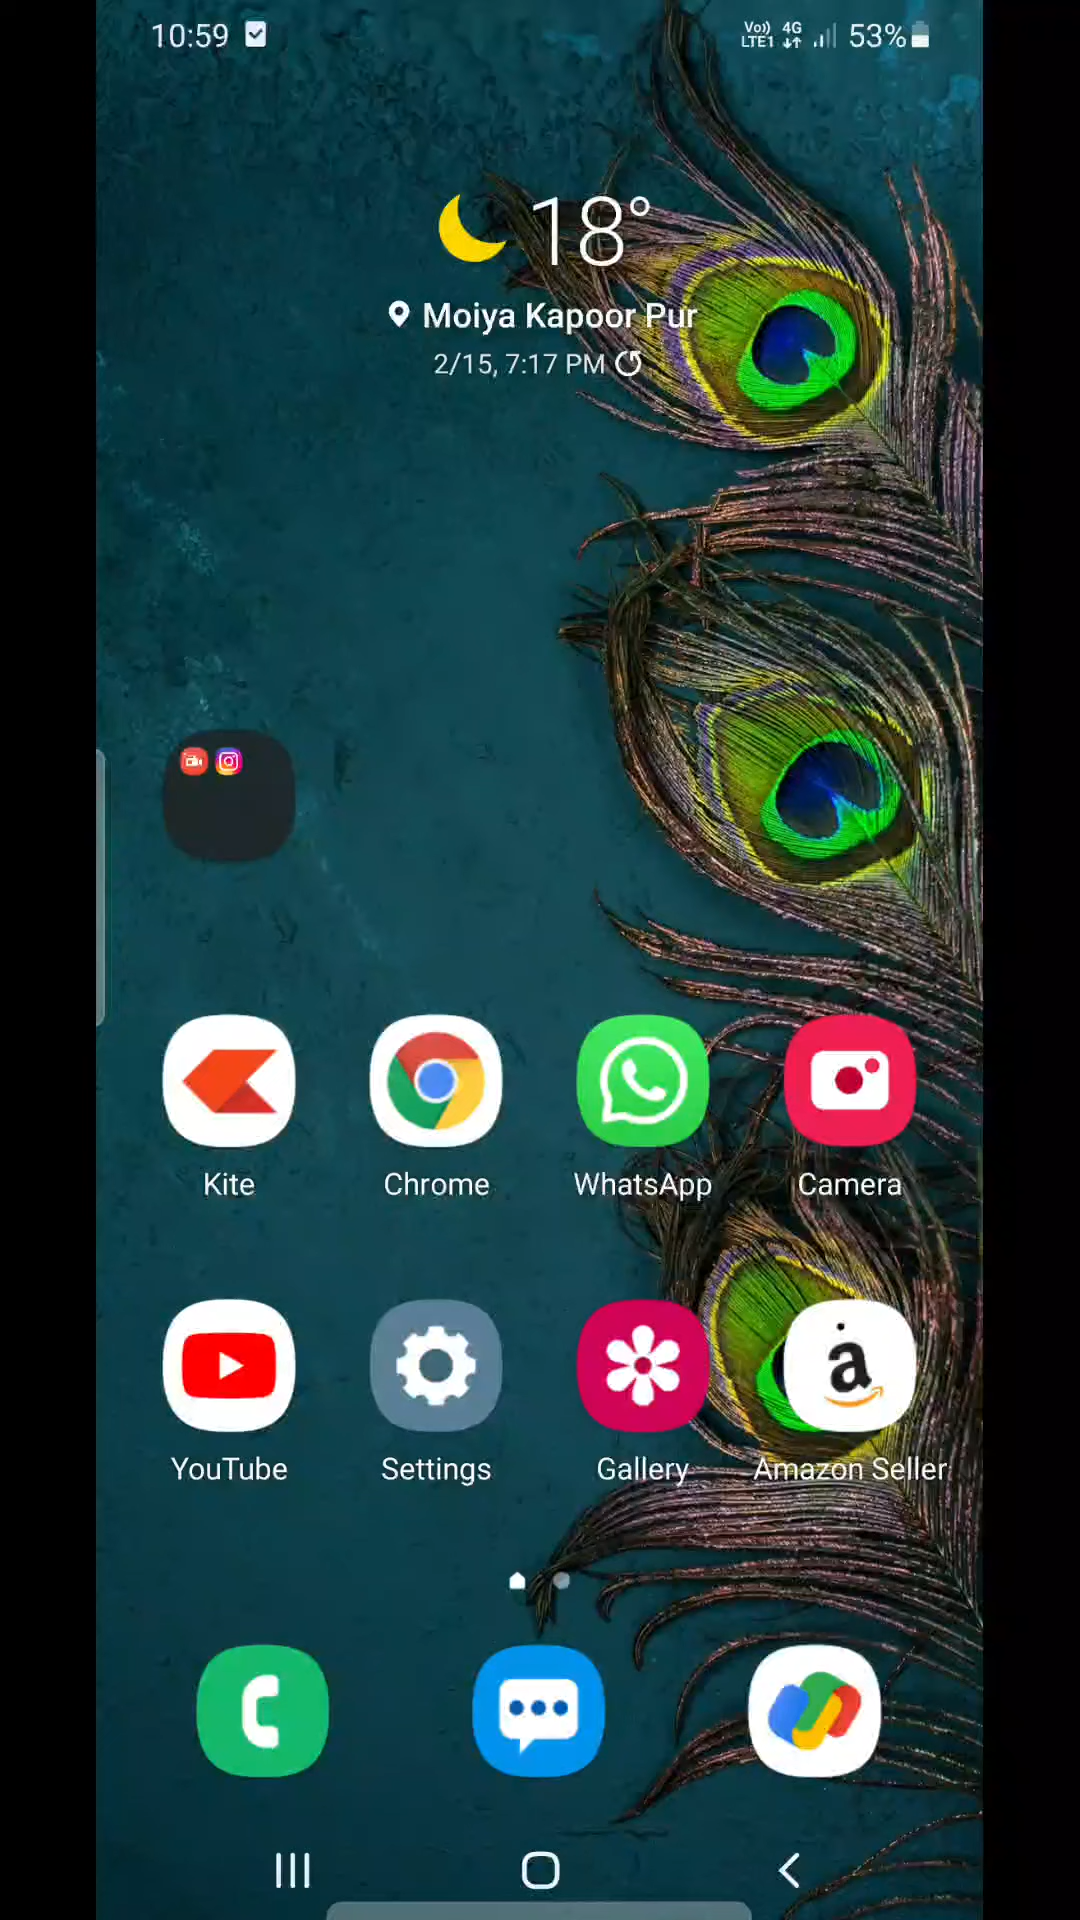 10:59 Vo)) LTE1 4G 53%
18°
Moiya Kapoor Pur
2/15, 7:17 PM
Kite Chrome WhatsApp Camera
a
YouTube Settings Gallery Amazon Seller